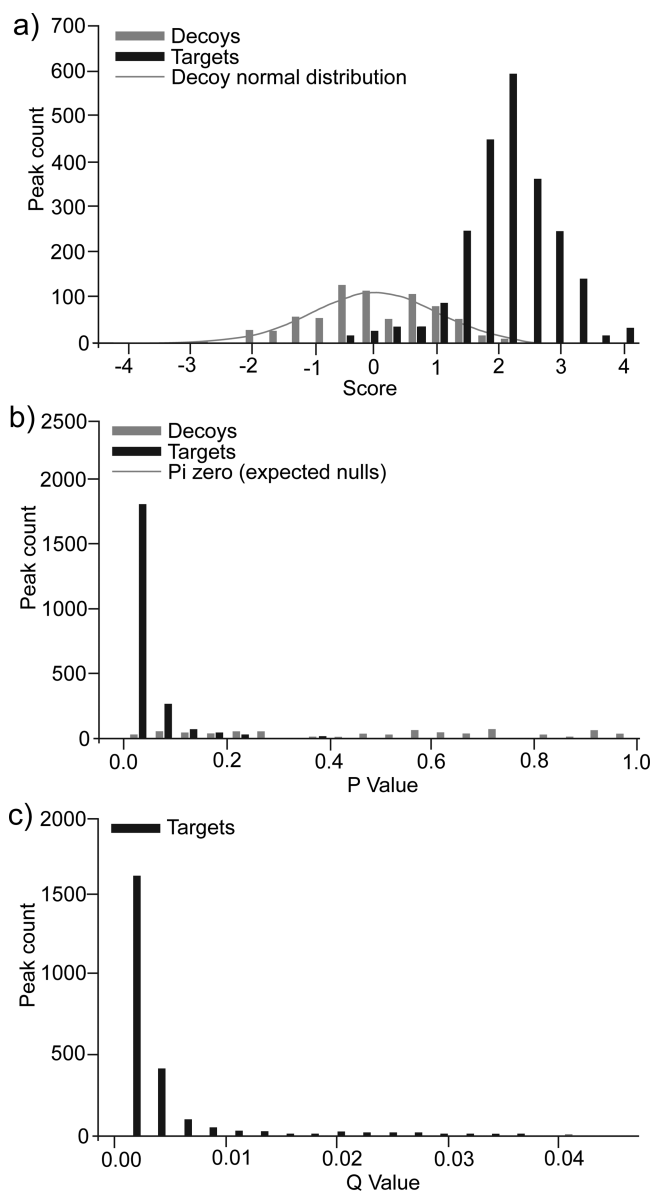 a)
700
600
500
400
300
200
100
0
Peak count
Decoys
Targets
Decoy normal distribution
-4 -3 -2 -1 0 1 2 3 4
Score
b)
2500
2000
1500
1000
500
0
Peak count
Decoys
Targets
Pi zero (expected nulls)
0.0 0.2 0.4 0.6 0.8 1.0
P Value
c)
2000
1500
1000
500
0
Peak count
Targets
0.00 0.01 0.02 0.03 0.04
Q Value